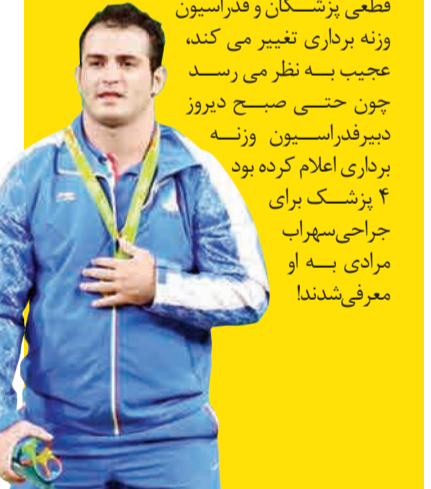 قطعی پزشکان و فدراسیون
وزنه برداری تغییر می کند،
عجیب به نظر می رسد
چون حتی صبح دیروز
دبیرفدراسیون وزنه
برداری اعلام کرده بود
۴ پزشک برای
جراحی‌سهراب
مرادی به او
معرفی‌شدند!